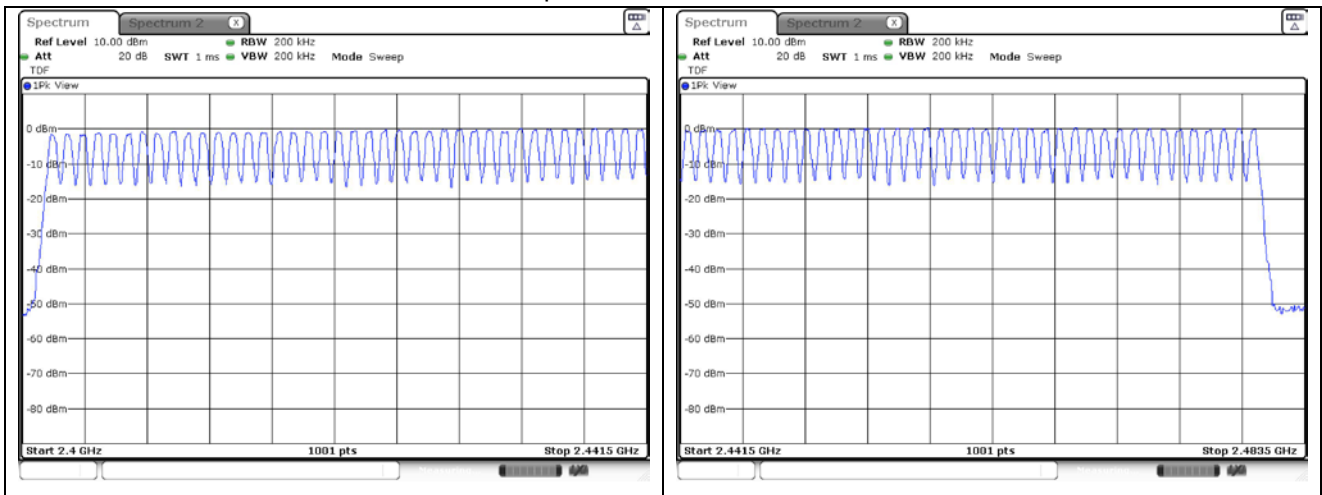 Spectrum Spectrum 2 X
Ref Level 10.00 dBm RBW 200 kHz
Att 20 dB SWT 1 ms VBW 200 kHz Mode Sweep
TDF
1Pk View
0 dBm
-10 dBm
-20 dBm
-30 dBm
-40 dBm
-50 dBm
-60 dBm
-70 dBm
-80 dBm
Start 2.4 GHz 1001 pts Stop 2.4415 GHz
Spectrum Spectrum 2 X
Ref Level 10.00 dBm RBW 200 kHz
Att 20 dB SWT 1 ms VBW 200 kHz Mode Sweep
TDF
1Pk View
0 dBm
-10 dBm
-20 dBm
-30 dBm
-40 dBm
-50 dBm
-60 dBm
-70 dBm
-80 dBm
Start 2.4415 GHz 1001 pts Stop 2.4835 GHz